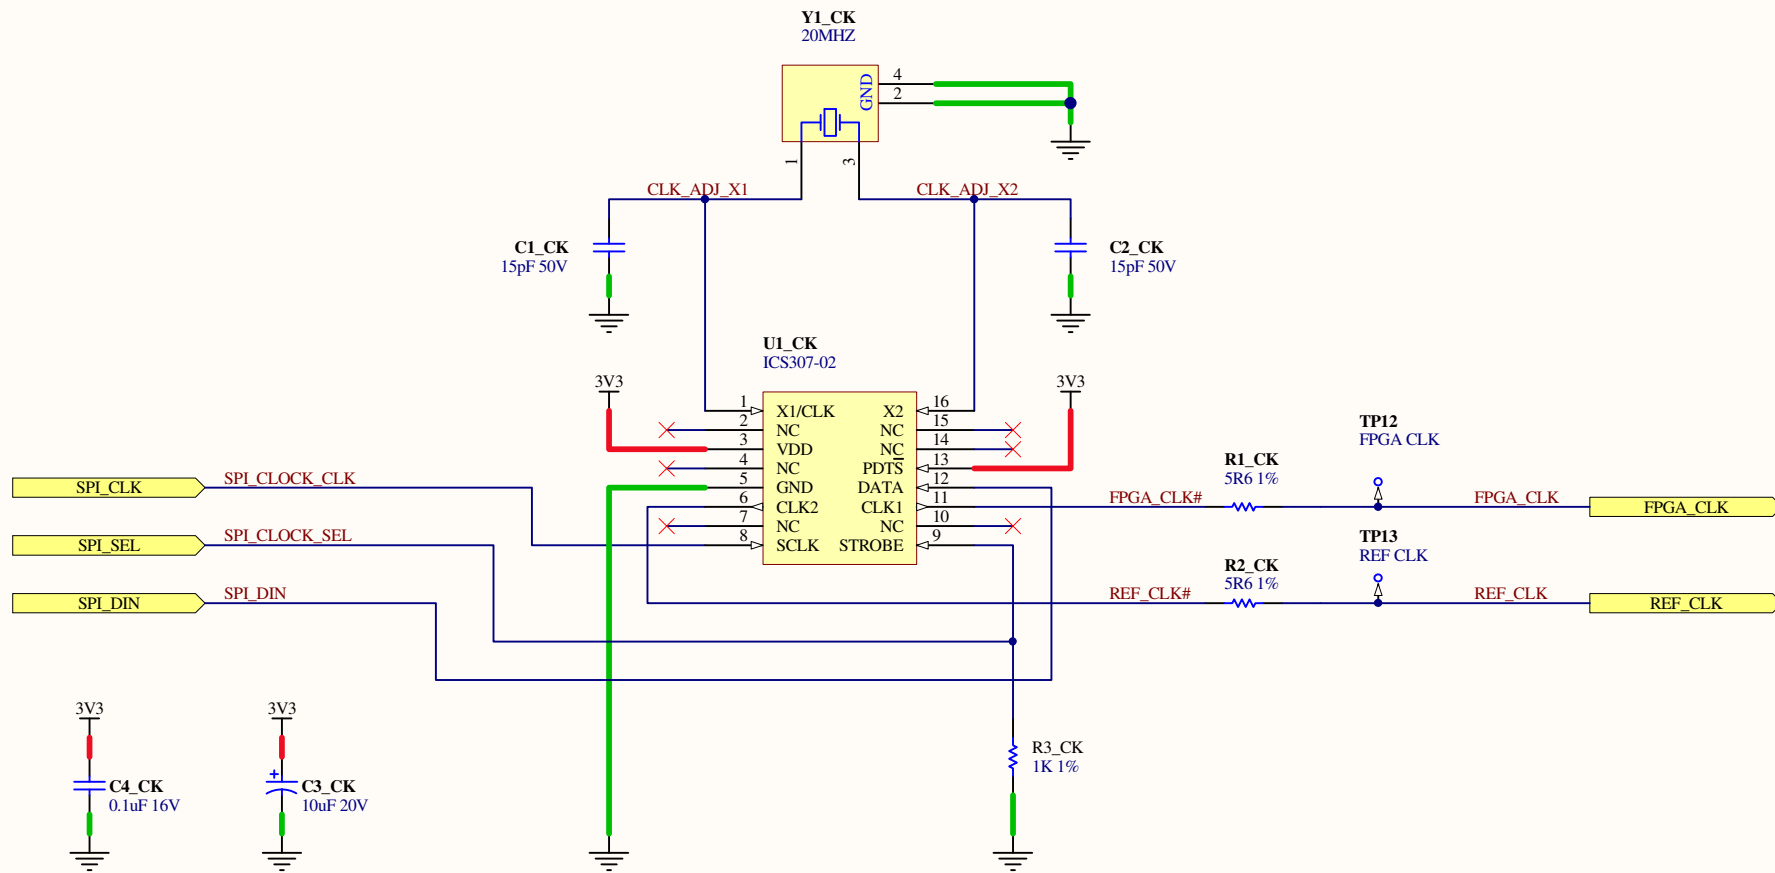 Y1_CK
20MHZ
4
2
GND
1
3
CLK_ADJ_X1
CLK_ADJ_X2
C1_CK
15pF 50V
C2_CK
15pF 50V
U1_CK
ICS307-02
3V3
3V3
1 X1/CLK X2 16
2 NC NC 15
3 VDD NC 14
4 NC PDTS 13
5 GND DATA 12
6 CLK2 CLK1 11
7 NC NC 10
8 SCLK STROBE 9
TP12
FPGA CLK
R1_CK
5R6 1%
SPI_CLK
SPI_CLOCK_CLK
FPGA_CLK#
FPGA_CLK
FPGA_CLK
SPI_SEL
SPI_CLOCK_SEL
TP13
REF CLK
R2_CK
5R6 1%
SPI_DIN
SPI_DIN
REF_CLK#
REF_CLK
REF_CLK
3V3
3V3
C4_CK
0.1uF 16V
+
C3_CK
10uF 20V
R3_CK
1K 1%